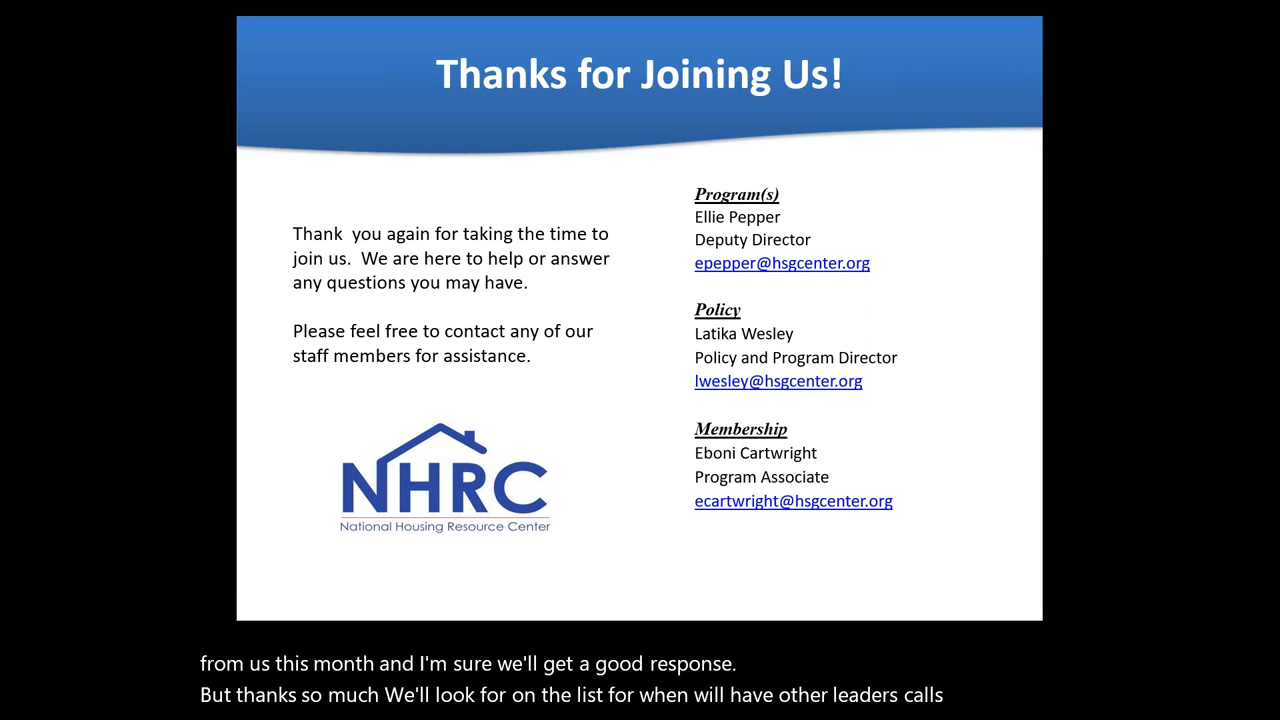 Thanks for Joining Us!
Thank  you again for taking the time to
join us.  We are here to help or answer
any questions you may have.
Please feel free to contact any of our
staff members for assistance.
NHRC
National Housing Resource Center
Program(s)
Ellie Pepper
Deputy Director
epepper@hsgcenter.org
Policy
Latika Wesley
Policy and Program Director
lwesley@hsgcenter.org
Membership
Eboni Cartwright
Program Associate
ecartwright@hsgcenter.org
from us this month and I'm sure we'll get a good response.
But thanks so much We'll look for on the list for when will have other leaders calls